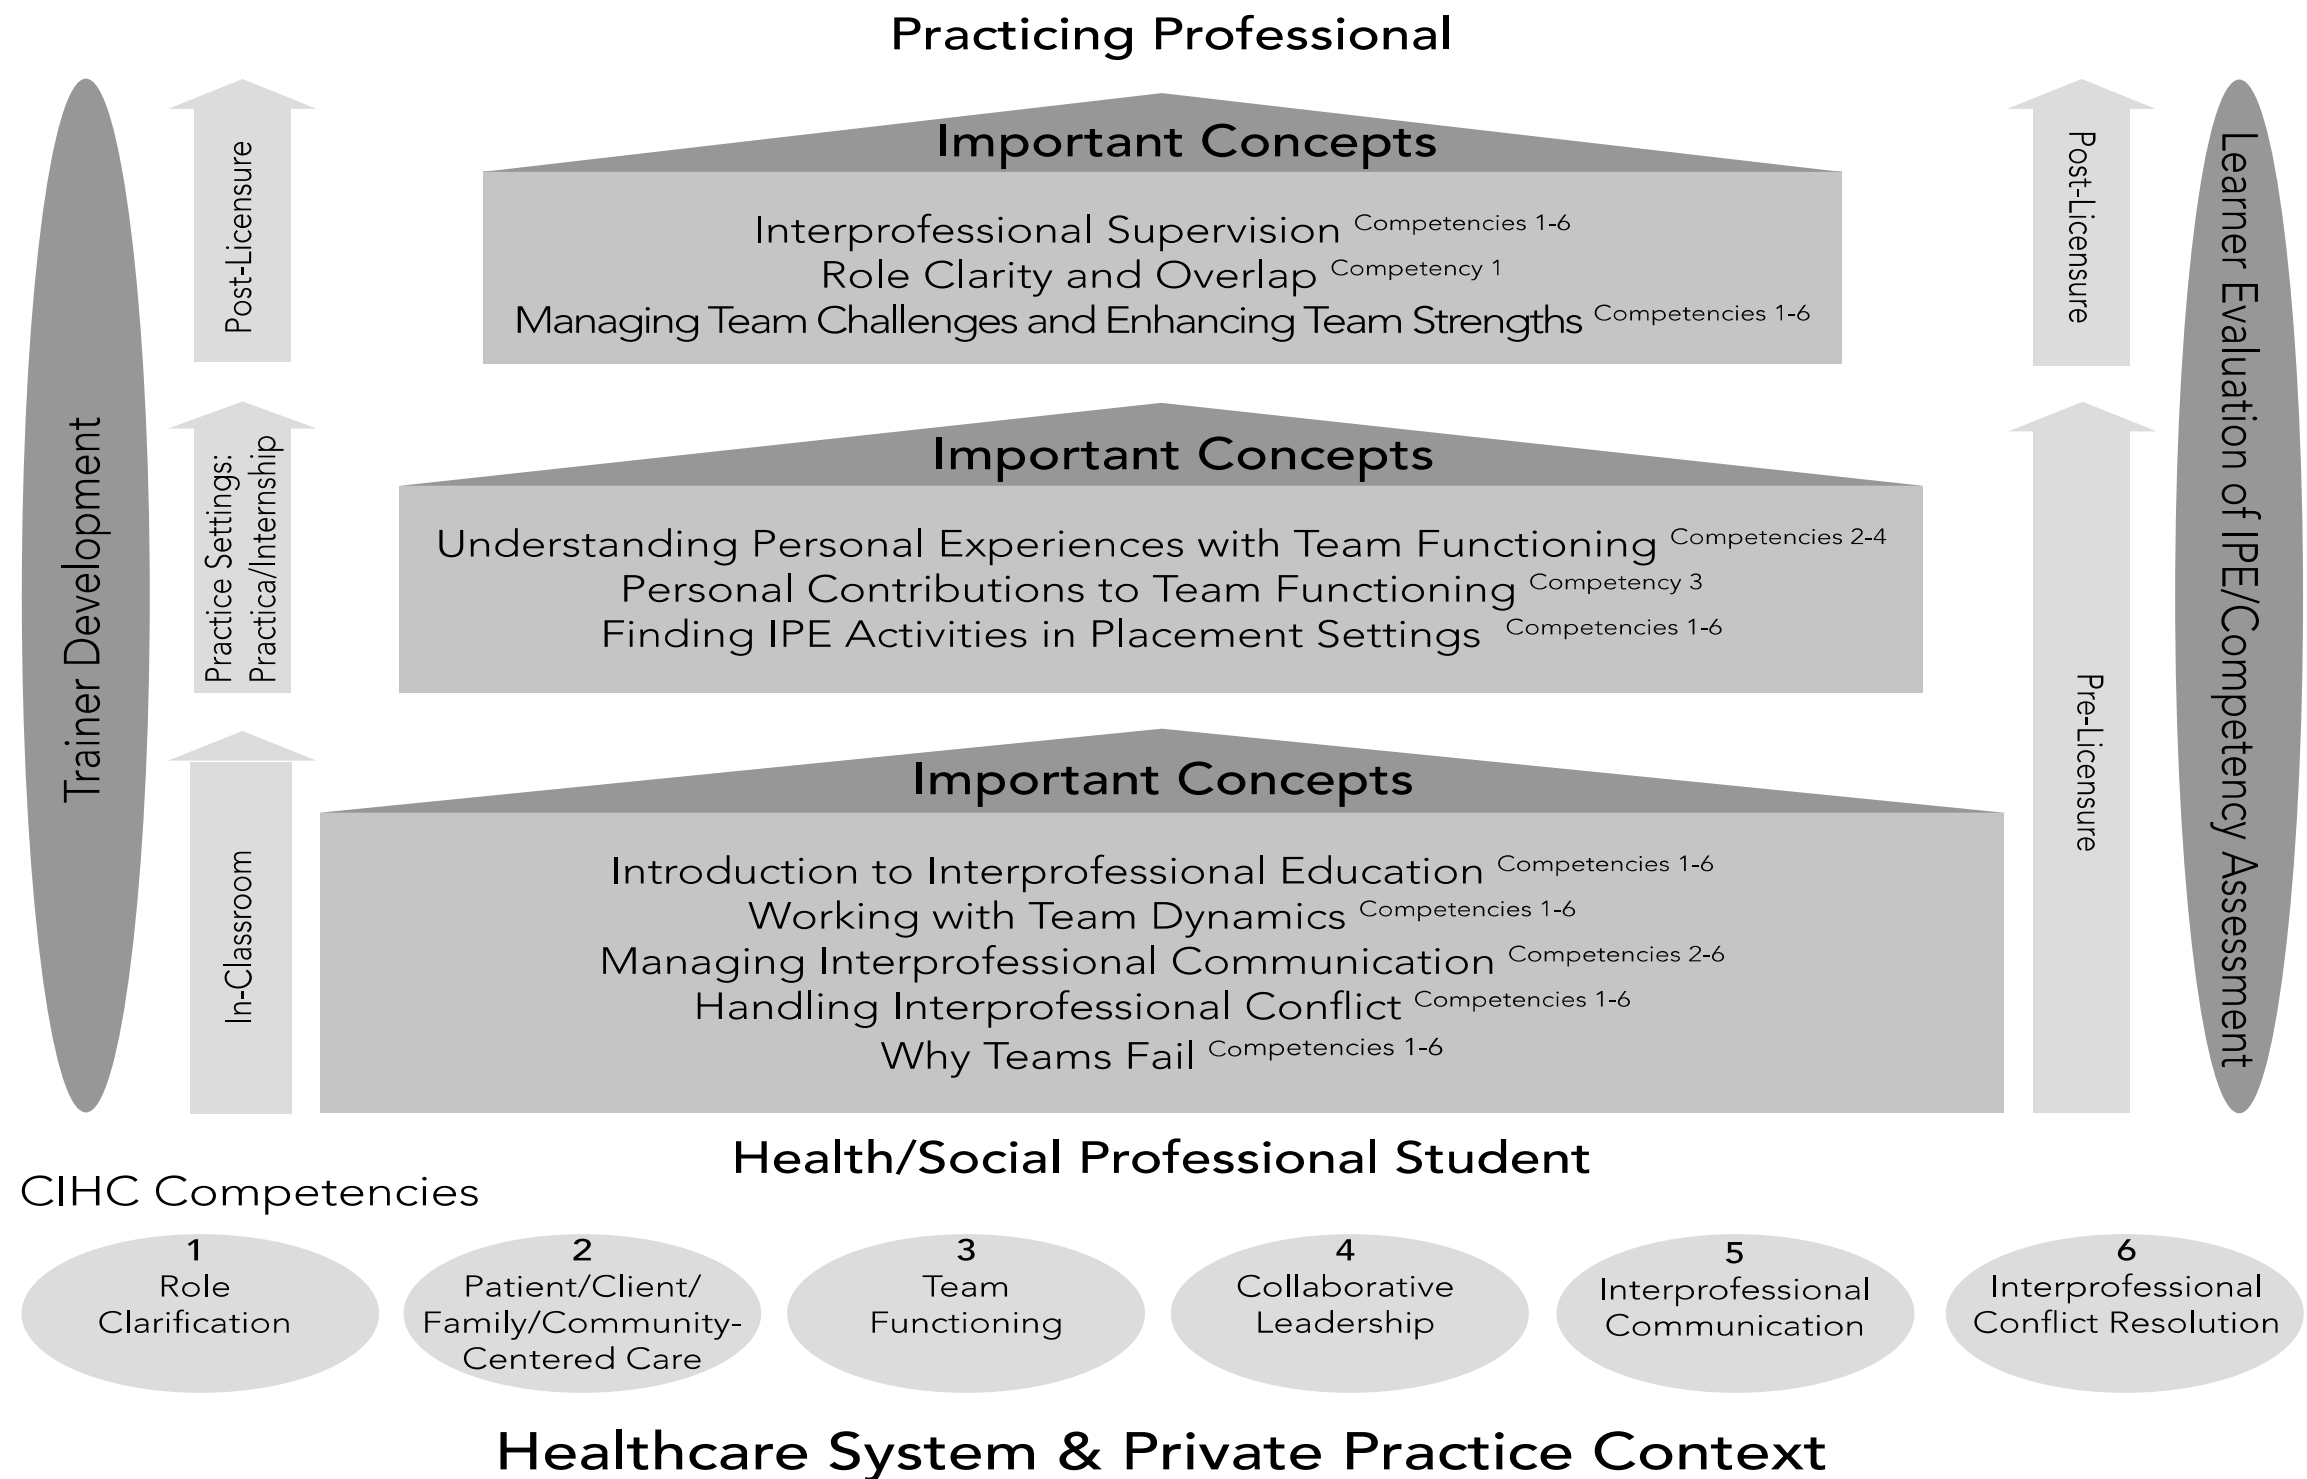 Practicing Professional
Trainer Development
Post-Licensure
Important Concepts
Interprofessional Supervision Competencies 1-6
Role Clarity and Overlap Competency 1
Managing Team Challenges and Enhancing Team Strengths Competencies 1-6
Post-Licensure
Learner Evaluation of IPE/Competency Assessment
Practice Settings:
Practica/Internship
Important Concepts
Understanding Personal Experiences with Team Functioning Competencies 2-4
Personal Contributions to Team Functioning Competency 3
Finding IPE Activities in Placement Settings Competencies 1-6
Pre-Licensure
In-Classroom
Important Concepts
Introduction to Interprofessional Education Competencies 1-6
Working with Team Dynamics Competencies 1-6
Managing Interprofessional Communication Competencies 2-6
Handling Interprofessional Conflict Competencies 1-6
Why Teams Fail Competencies 1-6
Health/Social Professional Student
CIHC Competencies
1
Role
Clarification
2
Patient/Client/
Family/Community-
Centered Care
3
Team
Functioning
4
Collaborative
Leadership
5
Interprofessional
Communication
6
Interprofessional
Conflict Resolution
Healthcare System & Private Practice Context